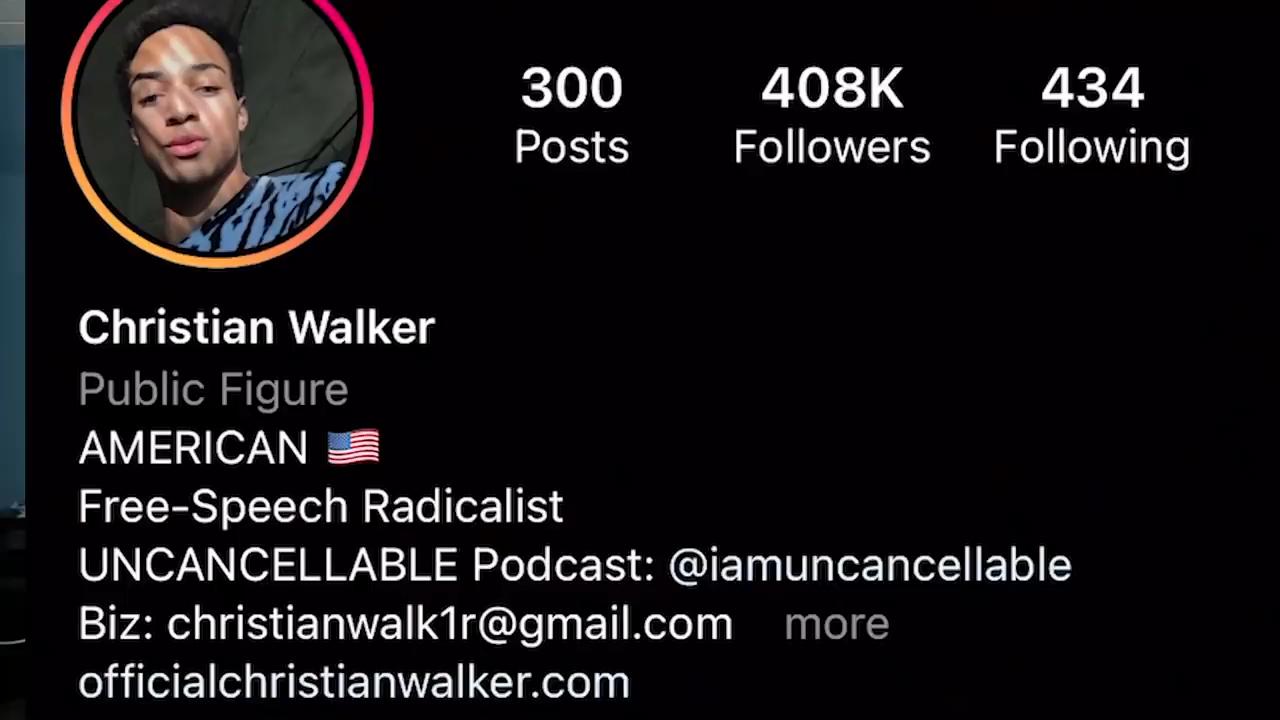 300 408K 434
Posts Followers Following
Christian Walker
Public Figure
AMERICAN 🇺🇸
Free-Speech Radicalist
UNCANCELLABLE Podcast: @iamuncancellable
Biz: christianwalk1r@gmail.com more
officialchristianwalker.com